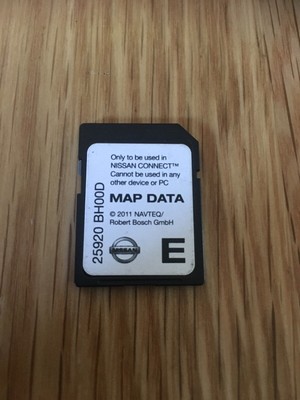 Only to be used in
NISSAN CONNECT™
Cannot be used in any
other device or PC
MAP DATA
© 2011 NAVTEQ/
Robert Bosch GmbH
NISSAN
E
25920 BH00D